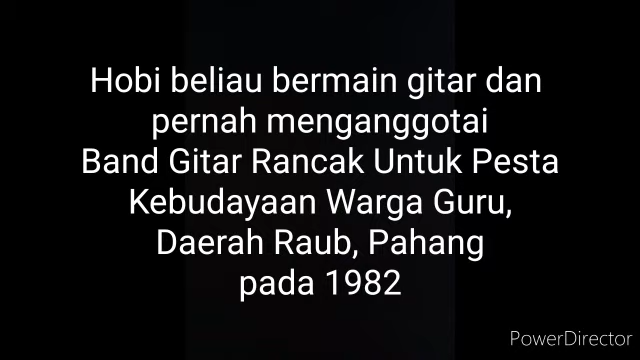 Hobi beliau bermain gitar dan
pernah menganggotai
Band Gitar Rancak Untuk Pesta
Kebudayaan Warga Guru,
Daerah Raub, Pahang
pada 1982
PowerDirector